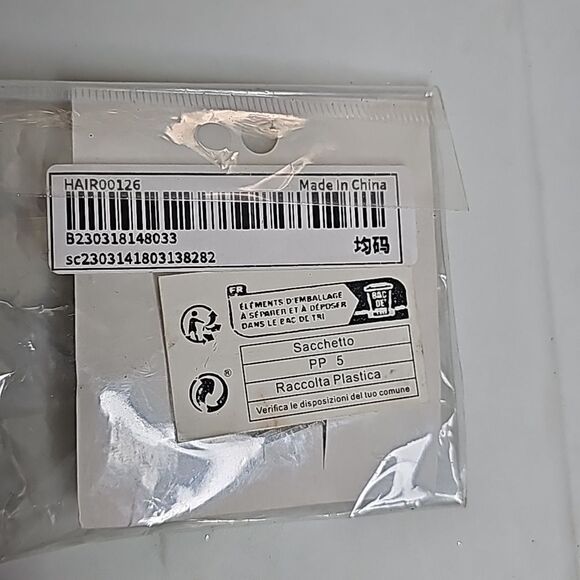 HAIR00126 Made In China
B230318148033
sc2303141803138282 均码
FR
ÉLÉMENTS D'EMBALLAGE
À SÉPARER ET À DÉPOSER
DANS LE BAC DE TRI
BAC
DE
TRI
Sacchetto
PP 5
Raccolta Plastica
Verifica le disposizioni del tuo comune
®